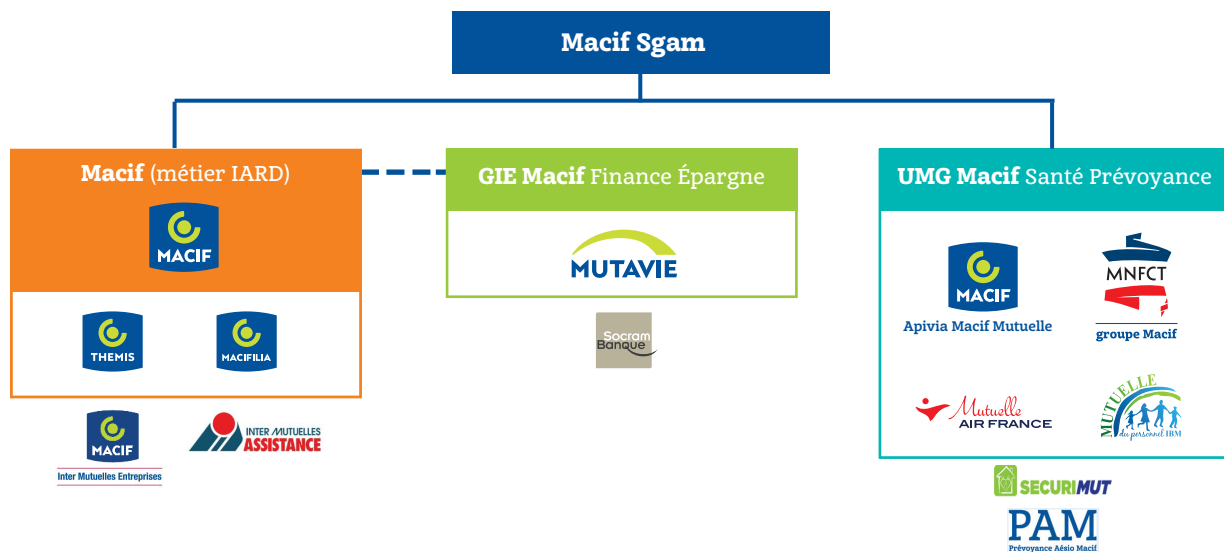 Macif Sgam
Macif (métier IARD)
MACIF
THEMIS
MACIFILIA
MACIF
Inter Mutuelles Entreprises
INTER MUTUELLES
ASSISTANCE
GIE Macif Finance Épargne
MUTAVIE
Socram
Banque
UMG Macif Santé Prévoyance
MACIF
Apivia Macif Mutuelle
MNFCT
groupe Macif
Mutuelle
AIR FRANCE
MUTUELLE
du personnel IBM
SECURIMUT
PAM
Prévoyance Aésio Macif